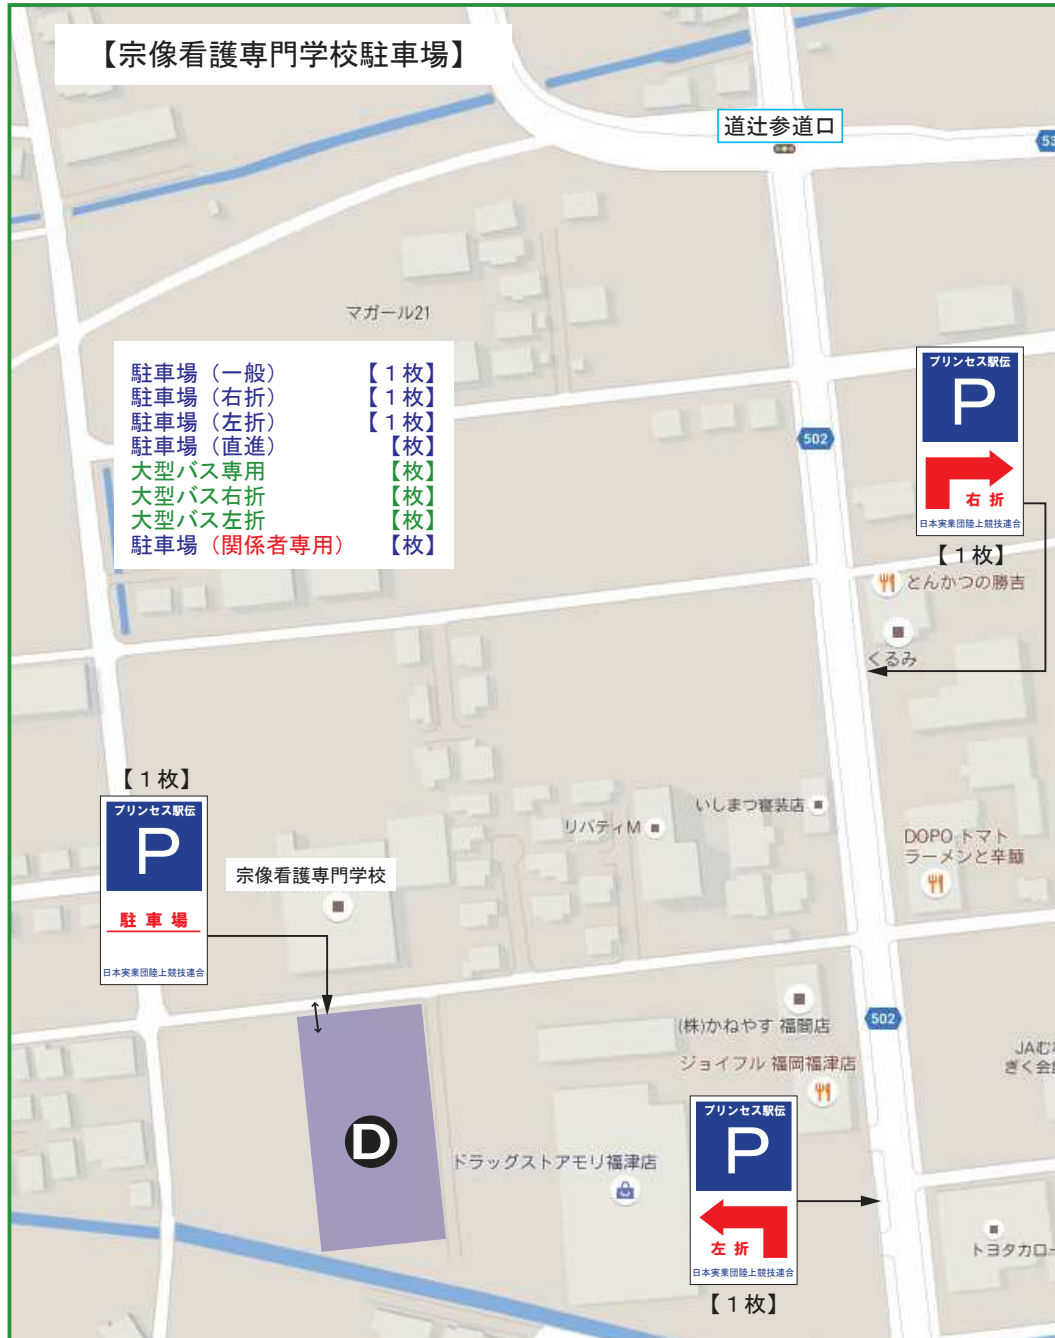 【宗像看護専門学校駐車場】
道辻参道口
マガール21
駐車場（一般）　【1枚】
駐車場（右折）　【1枚】
駐車場（左折）　【1枚】
駐車場（直進）　【枚】
大型バス専用　【枚】
大型バス右折　【枚】
大型バス左折　【枚】
駐車場（関係者専用）　【枚】
プリンセス駅伝
P
右折
日本実業団陸上競技連合
【1枚】
502
とんかつの勝吉
くるみ
【1枚】
プリンセス駅伝
P
駐車場
日本実業団陸上競技連合
宗像看護専門学校
リバティM
いしまつ寝装店
DOPO トマト
ラーメンと辛麺
(株)かねやす 福間店
502
ジョイフル 福岡福津店
D
ドラッグストアモリ福津店
プリンセス駅伝
P
左折
日本実業団陸上競技連合
【1枚】
トヨタカロー